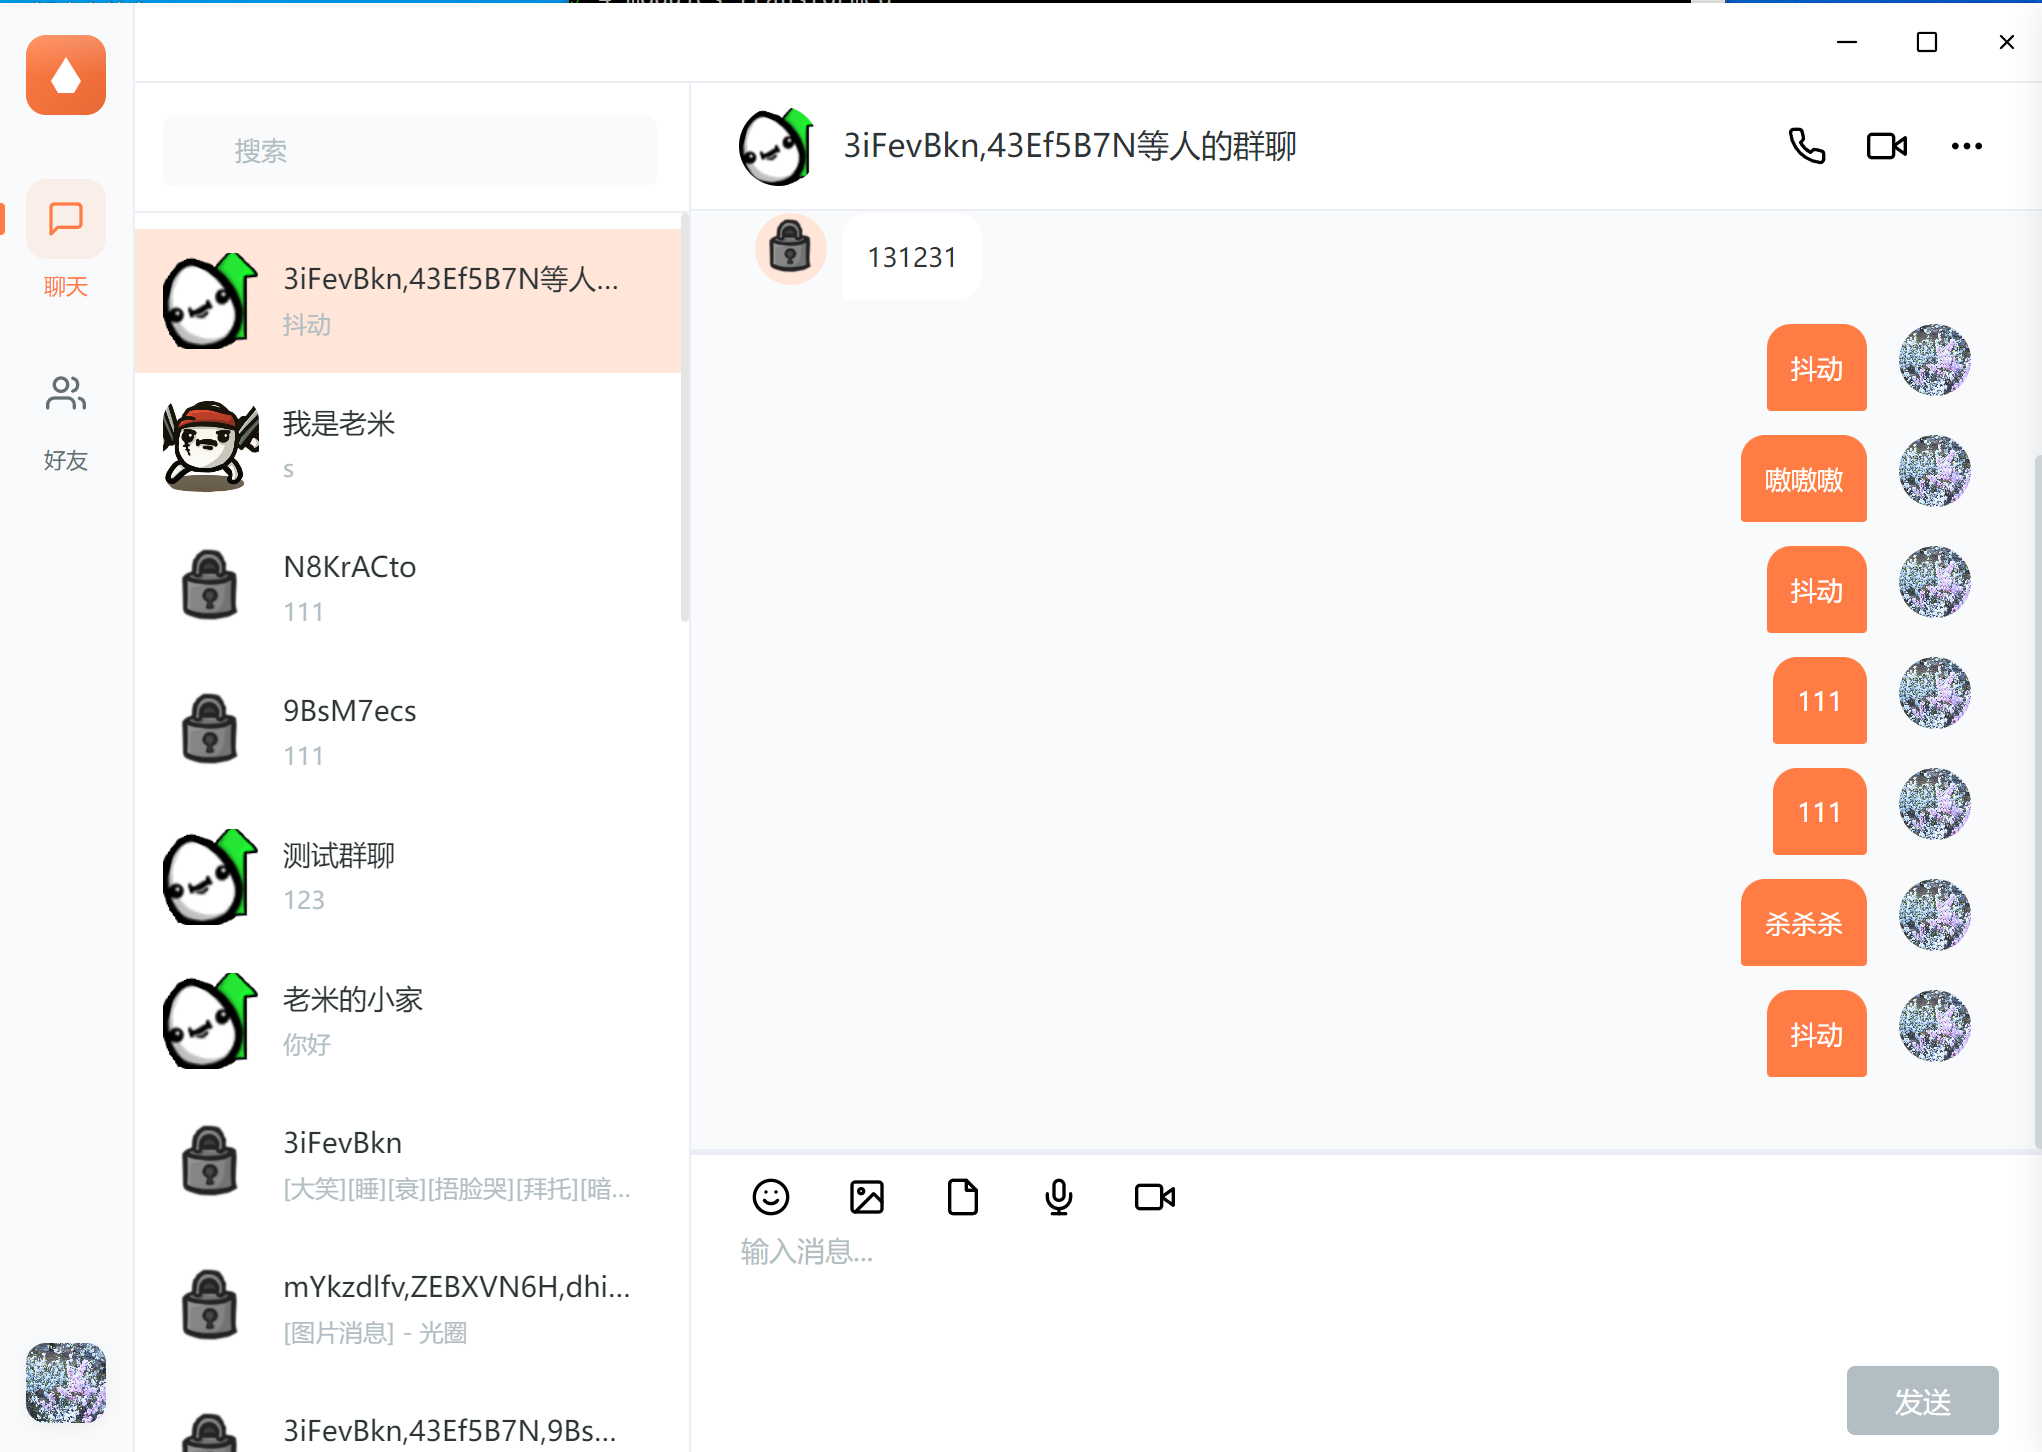 聊天
好友
搜索
3iFevBkn,43Ef5B7N等人...
抖动
我是老米
s
N8KrACto
111
9BsM7ecs
111
测试群聊
123
老米的小家
你好
3iFevBkn
[大笑][睡][衰][捂脸哭][拜托][暗...
mYkzdlfv,ZEBXVN6H,dhi...
[图片消息] - 光圈
3iFevBkn,43Ef5B7N,9Bs...
3iFevBkn,43Ef5B7N等人的群聊
131231
抖动
嗷嗷嗷
抖动
111
111
杀杀杀
抖动
输入消息...
发送